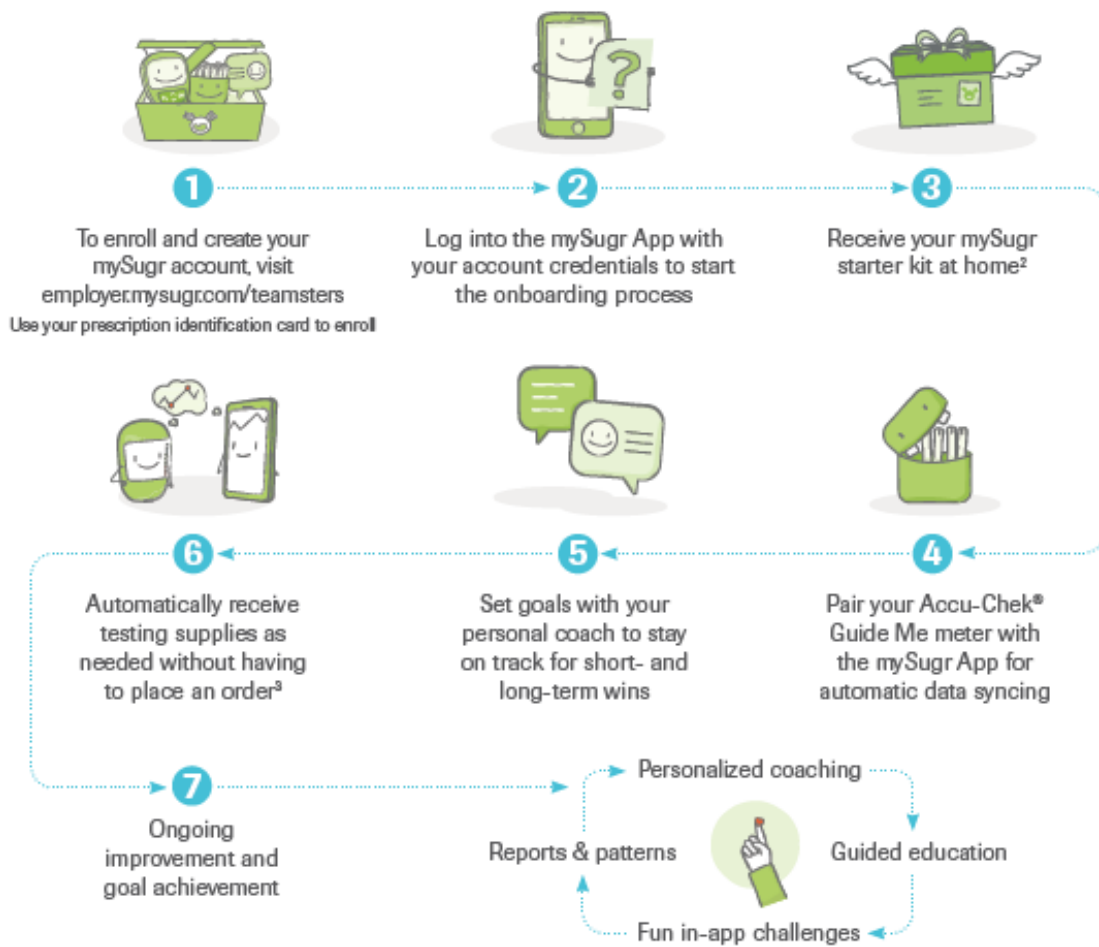 1
To enroll and create your
mySugr account, visit
employer.mysugr.com/teamsters
Use your prescription identification card to enroll
?
2
Log into the mySugr App with
your account credentials to start
the onboarding process
3
Receive your mySugr
starter kit at home²
4
Pair your Accu-Chek®
Guide Me meter with
the mySugr App for
automatic data syncing
5
Set goals with your
personal coach to stay
on track for short- and
long-term wins
6
Automatically receive
testing supplies as
needed without having
to place an order³
7
Ongoing
improvement and
goal achievement
Personalized coaching
Guided education
Fun in-app challenges
Reports & patterns